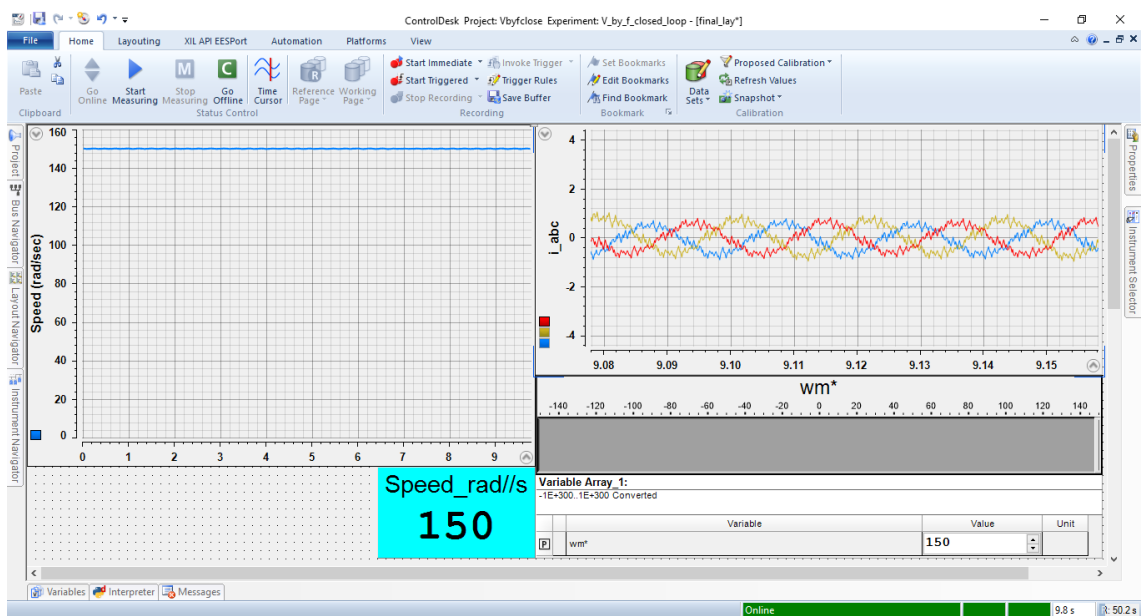 ControlDesk Project: Vbyfclose Experiment: V_by_f_closed_loop - [final_lay*]
File Home Layouting XIL API EESPort Automation Platforms View
Paste
Clipboard
Go Online
Start Measuring
Stop Measuring
Go Offline
Time Cursor
Status Control
Reference Page
Working Page
Start Immediate Invoke Trigger
Start Triggered Trigger Rules
Stop Recording Save Buffer
Recording
Set Bookmarks
Edit Bookmarks
Find Bookmark
Bookmark
Data Sets
Proposed Calibration
Refresh Values
Snapshot
Calibration
Project
Bus Navigator
Layout Navigator
Instrument Navigator
Speed (rad/sec)
160
140
120
100
80
60
40
20
0
0 1 2 3 4 5 6 7 8 9
i_abc
4
2
0
-2
-4
9.08 9.09 9.10 9.11 9.12 9.13 9.14 9.15
Properties
Instrument Selector
wm*
-140 -120 -100 -80 -60 -40 -20 0 20 40 60 80 100 120 140
Speed_rad//s
150
Variable Array_1:
-1E+300..1E+300 Converted
Variable Value Unit
P wm* 150
Variables Interpreter Messages
Online 9.8 s R: 50.2 s